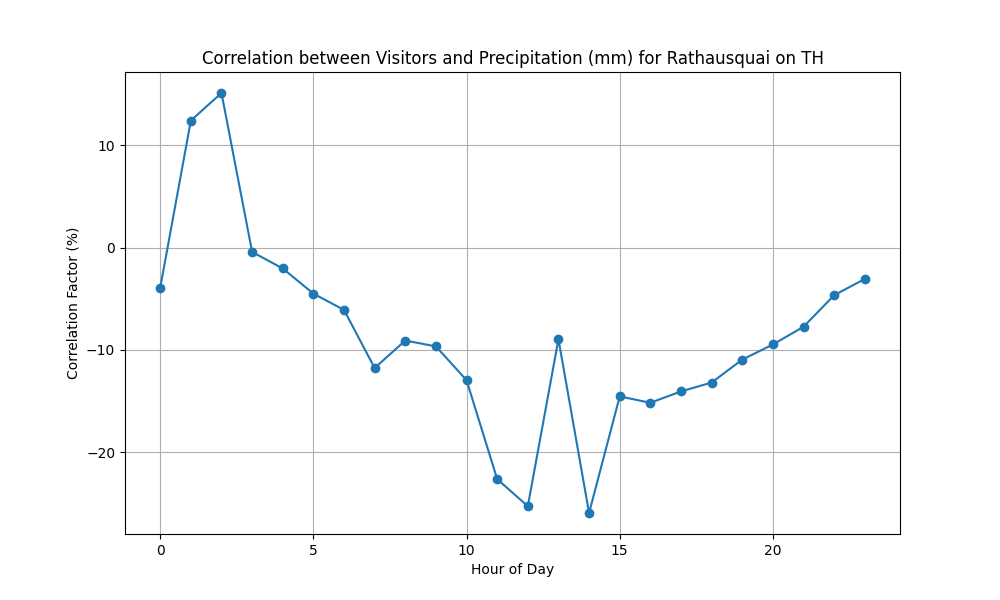 Correlation between Visitors and Precipitation (mm) for Rathausquai on TH
Correlation Factor (%)
10
0
−10
−20
0 5 10 15 20
Hour of Day